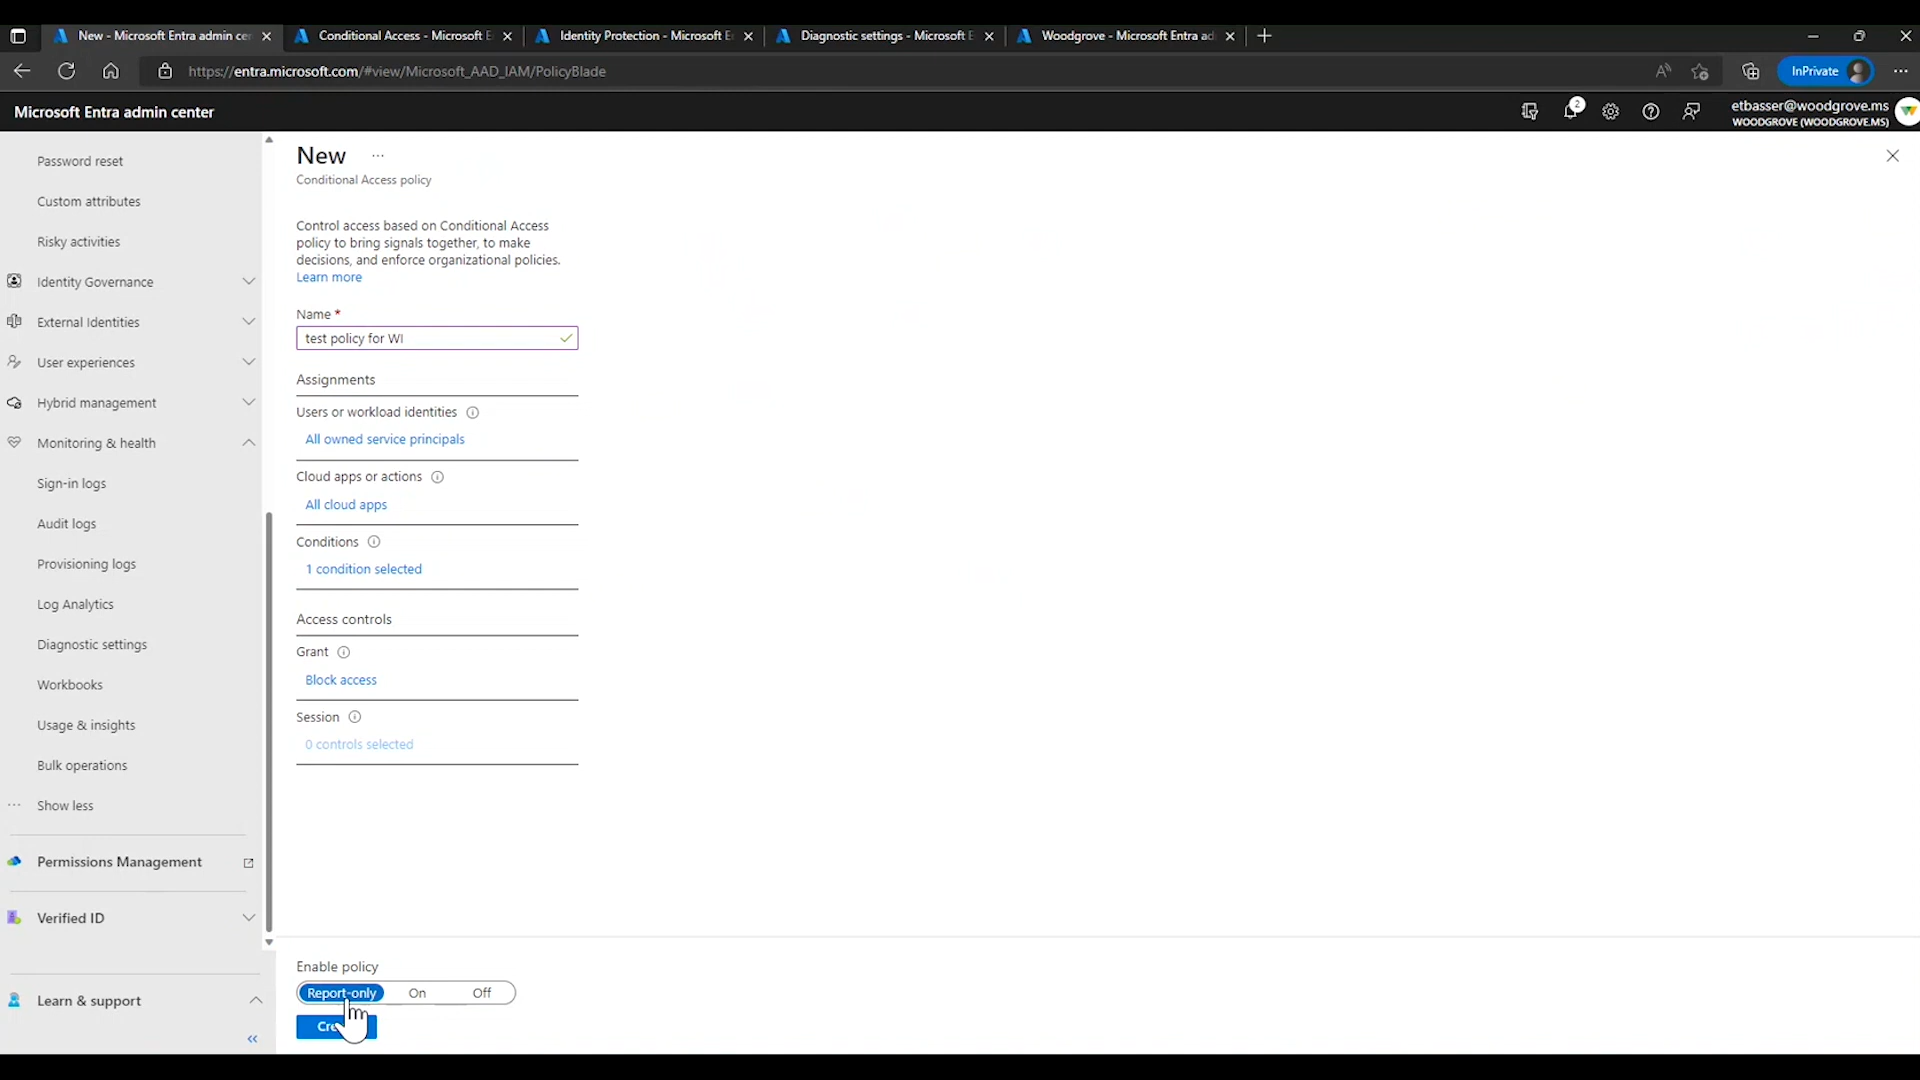 New - Microsoft Entra admin cen
Conditional Access - Microsoft E
Identity Protection - Microsoft E
Diagnostic settings - Microsoft E
Woodgrove - Microsoft Entra ad
https://entra.microsoft.com/#view/Microsoft_AAD_IAM/PolicyBlade
InPrivate
Microsoft Entra admin center
2
etbasser@woodgrove.ms
WOODGROVE (WOODGROVE.MS)
Password reset
Custom attributes
Risky activities
Identity Governance
External Identities
User experiences
Hybrid management
Monitoring & health
Sign-in logs
Audit logs
Provisioning logs
Log Analytics
Diagnostic settings
Workbooks
Usage & insights
Bulk operations
Show less
Permissions Management
Verified ID
Learn & support
New
Conditional Access policy
Control access based on Conditional Access
policy to bring signals together, to make
decisions, and enforce organizational policies.
Learn more
Name *
test policy for WI
Assignments
Users or workload identities
All owned service principals
Cloud apps or actions
All cloud apps
Conditions
1 condition selected
Access controls
Grant
Block access
Session
0 controls selected
Enable policy
Report-only On Off